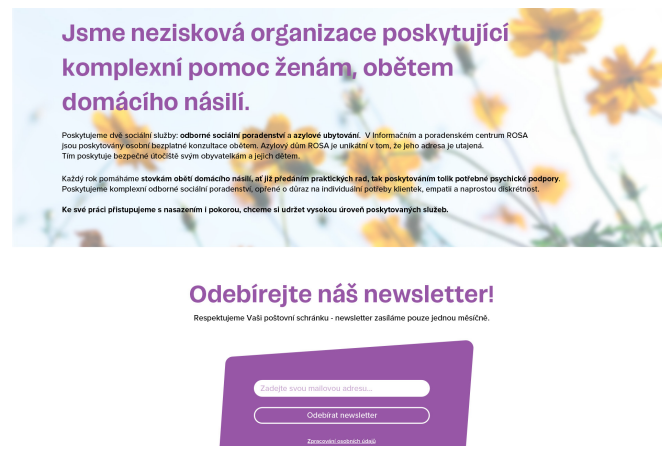 Jsme nezisková organizace poskytující
komplexní pomoc ženám, obětem
domácího násilí.
Poskytujeme dvě sociální služby: odborné sociální poradenství a azylové ubytování.  V Informačním a poradenském centrum ROSA
jsou poskytovány osobní bezplatné konzultace obětem. Azylový dům ROSA je unikátní v tom, že jeho adresa je utajená.
Tím poskytuje bezpečné útočiště svým obyvatelkám a jejich dětem.
Každý rok pomáháme stovkám obětí domácího násilí, ať již předáním praktických rad, tak poskytováním tolik potřebné psychické podpory.
Poskytujeme komplexní odborné sociální poradenství, opřené o důraz na individuální potřeby klientek, empatii a naprostou diskrétnost.
Ke své práci přistupujeme s nasazením i pokorou, chceme si udržet vysokou úroveň poskytovaných služeb.
Odebírejte náš newsletter!
Respektujeme Vaši poštovní schránku - newsletter zasíláme pouze jednou měsíčně.
Zadejte svou mailovou adresu...
Odebírat newsletter
Zpracování osobních údajů